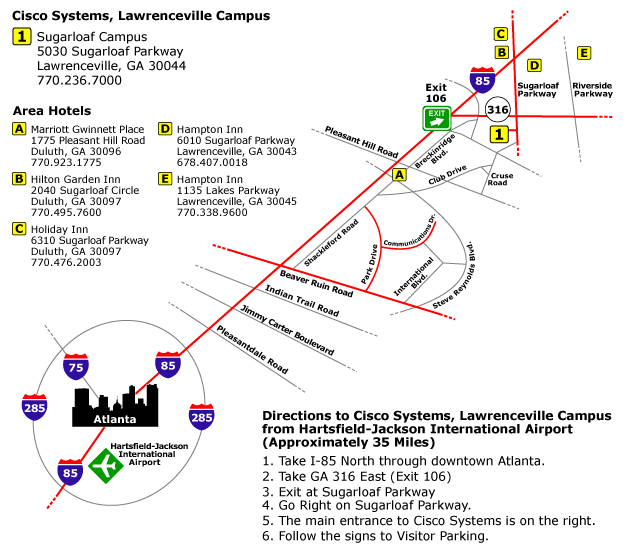 Cisco Systems, Lawrenceville Campus
1 Sugarloaf Campus
5030 Sugarloaf Parkway
Lawrenceville, GA 30044
770.236.7000
Area Hotels
A Marriott Gwinnett Place
1775 Pleasant Hill Road
Duluth, GA 30096
770.923.1775
B Hilton Garden Inn
2040 Sugarloaf Circle
Duluth, GA 30097
770.495.7600
C Holiday Inn
6310 Sugarloaf Parkway
Duluth, GA 30097
770.476.2003
D Hampton Inn
6010 Sugarloaf Parkway
Lawrenceville, GA 30043
678.407.0018
E Hampton Inn
1135 Lakes Parkway
Lawrenceville, GA 30045
770.338.9600
C
B
D
E
85
Sugarloaf
Parkway
Riverside
Parkway
Exit
106
EXIT
316
1
Pleasant Hill Road
Breckinridge
Blvd.
A
Club Drive
Cruse
Road
Shackleford Road
Park Drive
Communications Dr.
International
Blvd.
Steve Reynolds Blvd.
Beaver Ruin Road
Indian Trail Road
Jimmy Carter Boulevard
Pleasantdale Road
75
85
285
Atlanta
285
Hartsfield-Jackson
International
Airport
85
Directions to Cisco Systems, Lawrenceville Campus
from Hartsfield-Jackson International Airport
(Approximately 35 Miles)
1. Take I-85 North through downtown Atlanta.
2. Take GA 316 East (Exit 106)
3. Exit at Sugarloaf Parkway
4. Go Right on Sugarloaf Parkway.
5. The main entrance to Cisco Systems is on the right.
6. Follow the signs to Visitor Parking.